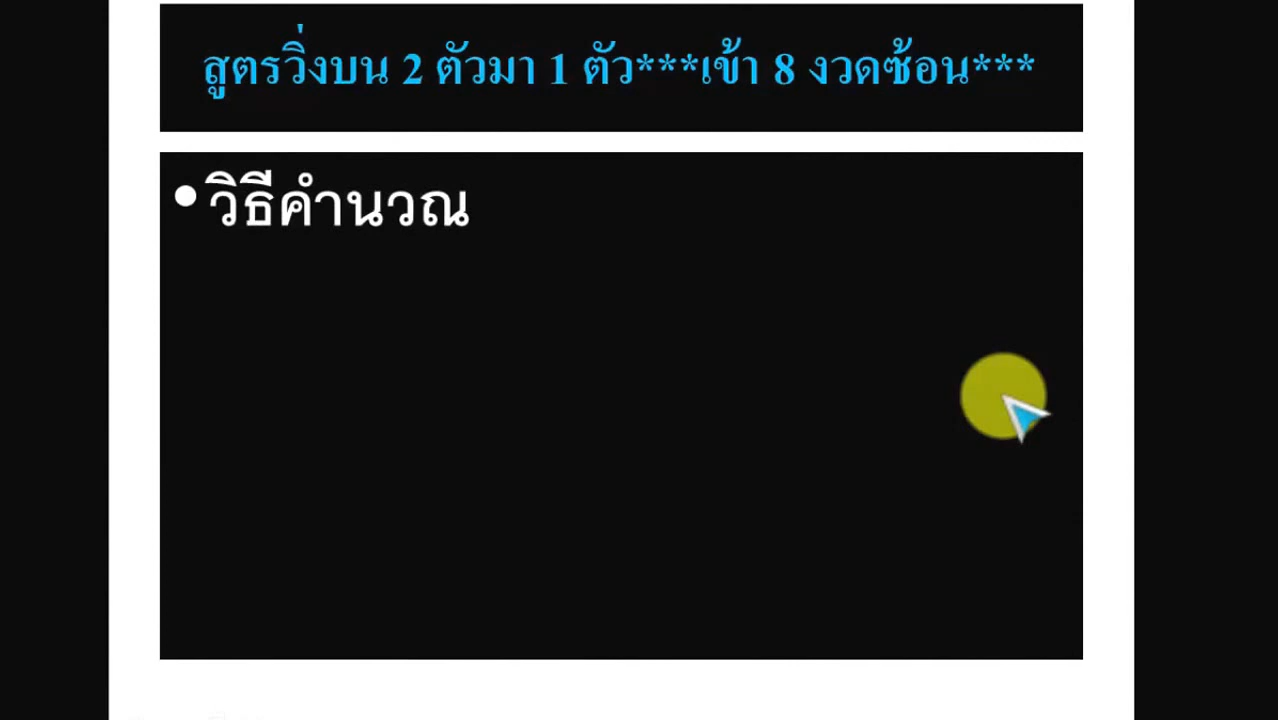 สูตรวิ่งบน 2 ตัวมา 1 ตัว***เข้า 8 งวดซ้อน***
•วิธีคำนวณ